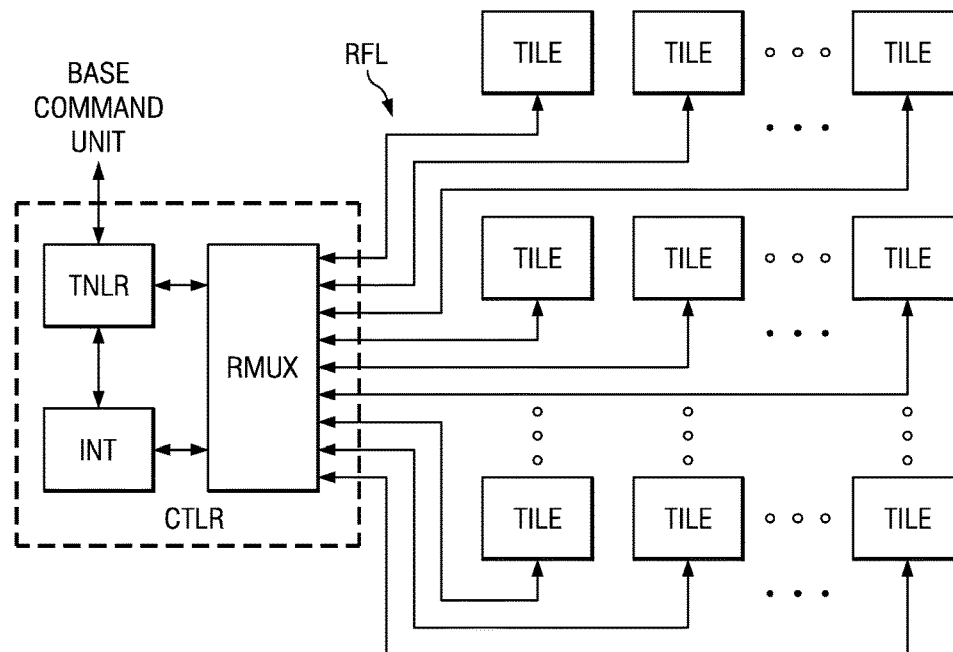 TILE TILE TILE
RFL
BASE
COMMAND
UNIT
TILE TILE TILE
TNLR
RMUX
INT
TILE TILE TILE
CTLR